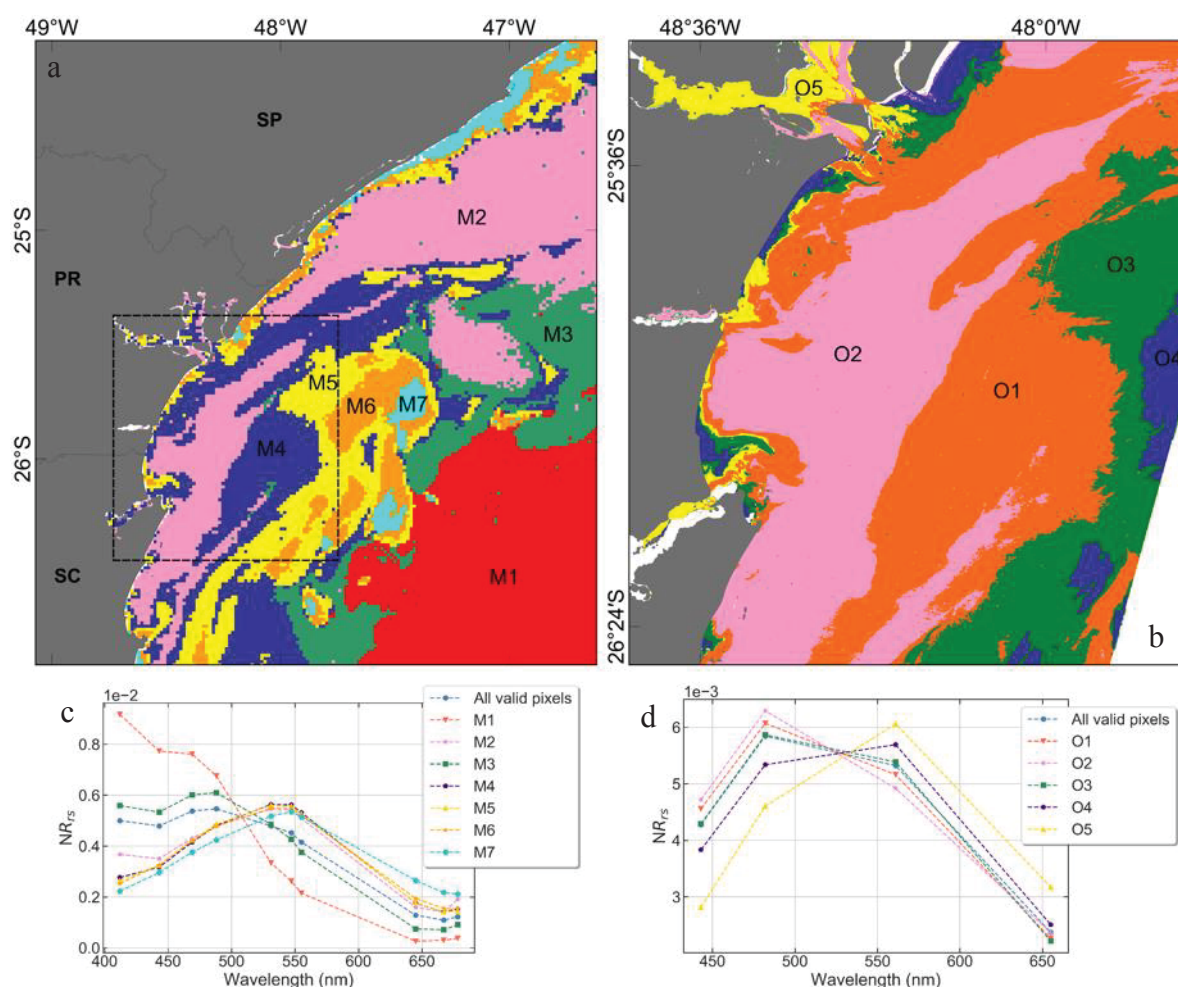 49°W 48°W 47°W
48°36'W 48°0'W
a
SP
O5
25°S
25°36'S
M2
PR
O3
M3
M5
O2
O4
M6
M7
O1
M4
26°S
SC
M1
26°24'S
b
1e−2
c
NRrs
0.8
0.6
0.4
0.2
0.0
400 450 500 550 600 650
Wavelength (nm)
All valid pixels
M1
M2
M3
M4
M5
M6
M7
1e−3
d
NRrs
6
5
4
3
450 500 550 600 650
Wavelength (nm)
All valid pixels
O1
O2
O3
O4
O5